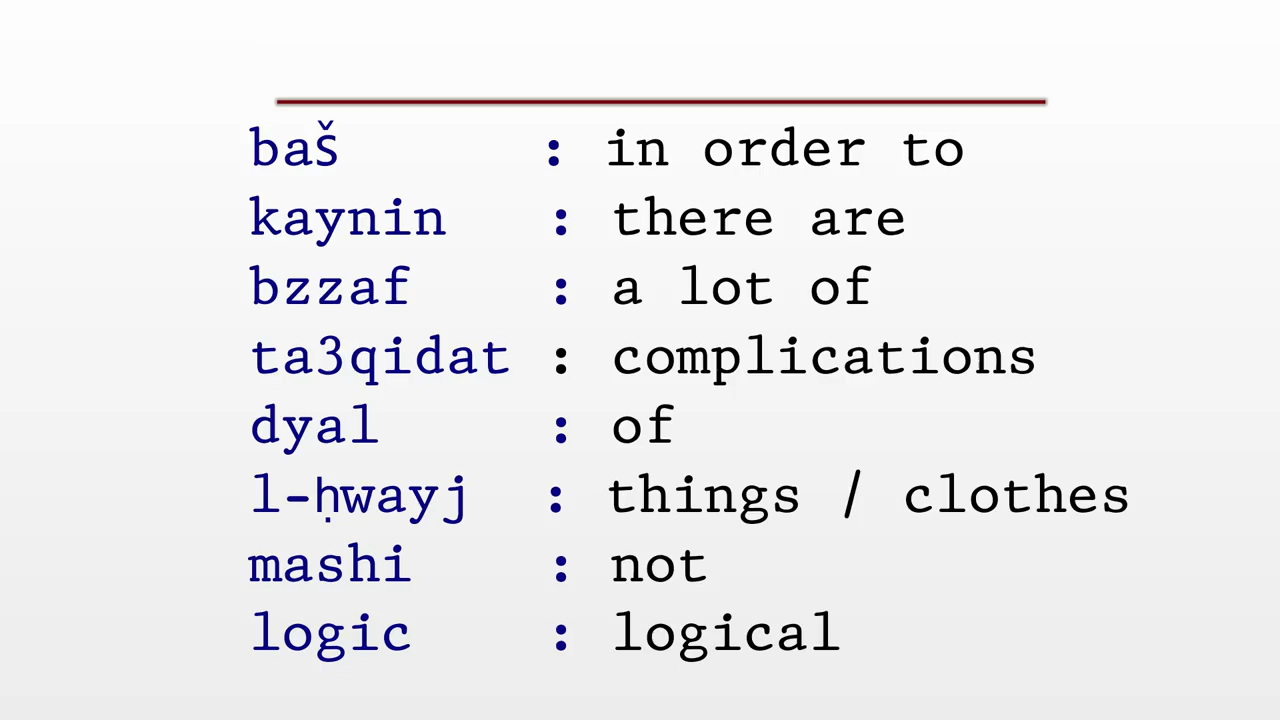 baš : in order to
kaynin : there are
bzzaf : a lot of
ta3qidat : complications
dyal : of
l-ḥwayj : things / clothes
mashi : not
logic : logical